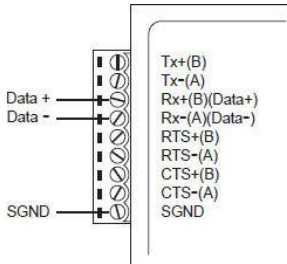 Tx+(B)
Tx-(A)
Data + Rx+(B)(Data+)
Data - Rx-(A)(Data-)
RTS+(B)
RTS-(A)
CTS+(B)
CTS-(A)
SGND SGND